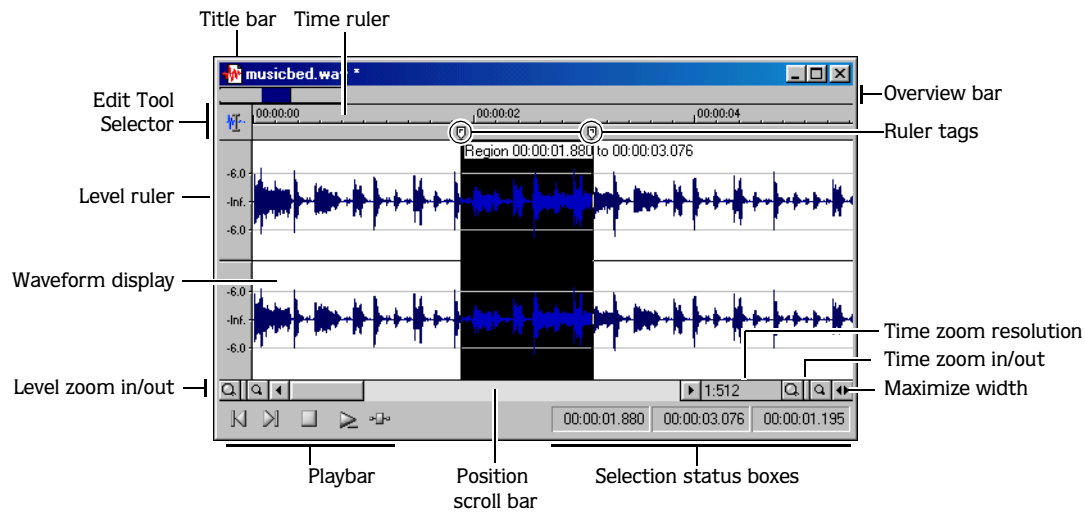 Title bar
Time ruler
musicbed.wav *
Edit Tool
Selector
Overview bar
00:00:00
00:00:02
00:00:04
Ruler tags
Region 00:00:01.880 to 00:00:03.076
-6.0
Level ruler
-Inf.
-6.0
Waveform display
-6.0
-Inf.
-6.0
Time zoom resolution
Time zoom in/out
Level zoom in/out
1:512
Maximize width
00:00:01.880
00:00:03.076
00:00:01.195
Playbar
Position
scroll bar
Selection status boxes